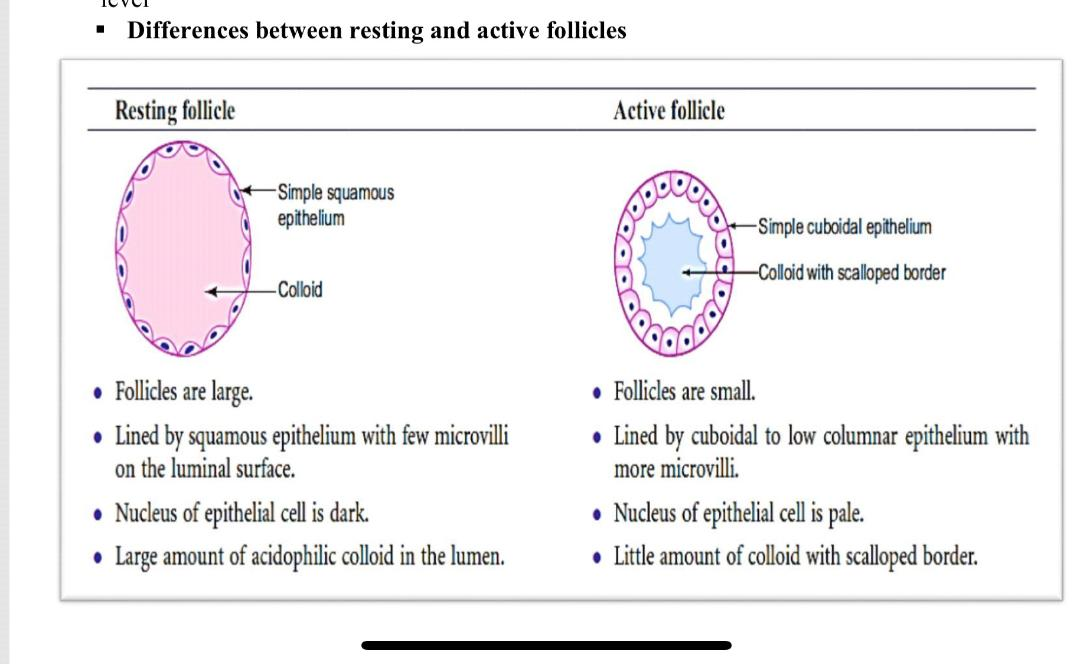 level
▪ Differences between resting and active follicles
Resting follicle
Active follicle
Simple squamous
epithelium
Colloid
Simple cuboidal epithelium
Colloid with scalloped border
• Follicles are large.
• Lined by squamous epithelium with few microvilli
on the luminal surface.
• Nucleus of epithelial cell is dark.
• Large amount of acidophilic colloid in the lumen.
• Follicles are small.
• Lined by cuboidal to low columnar epithelium with
more microvilli.
• Nucleus of epithelial cell is pale.
• Little amount of colloid with scalloped border.